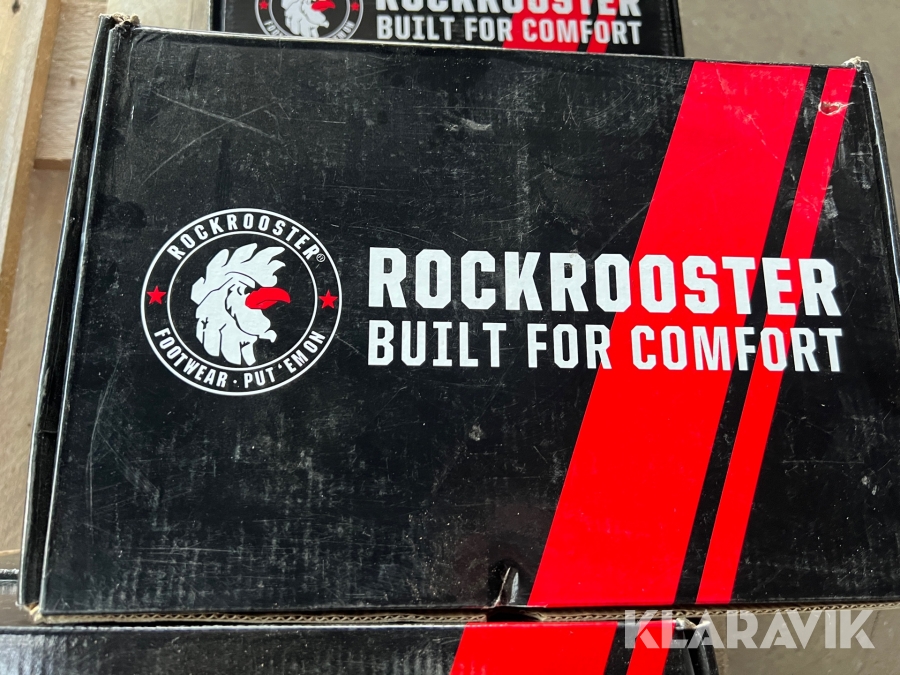 ROCKROOSTER
BUILT FOR COMFORT
ROCKROOSTER®
FOOTWEAR · PUT 'EM ON
ROCKROOSTER
BUILT FOR COMFORT
KLARAVIK